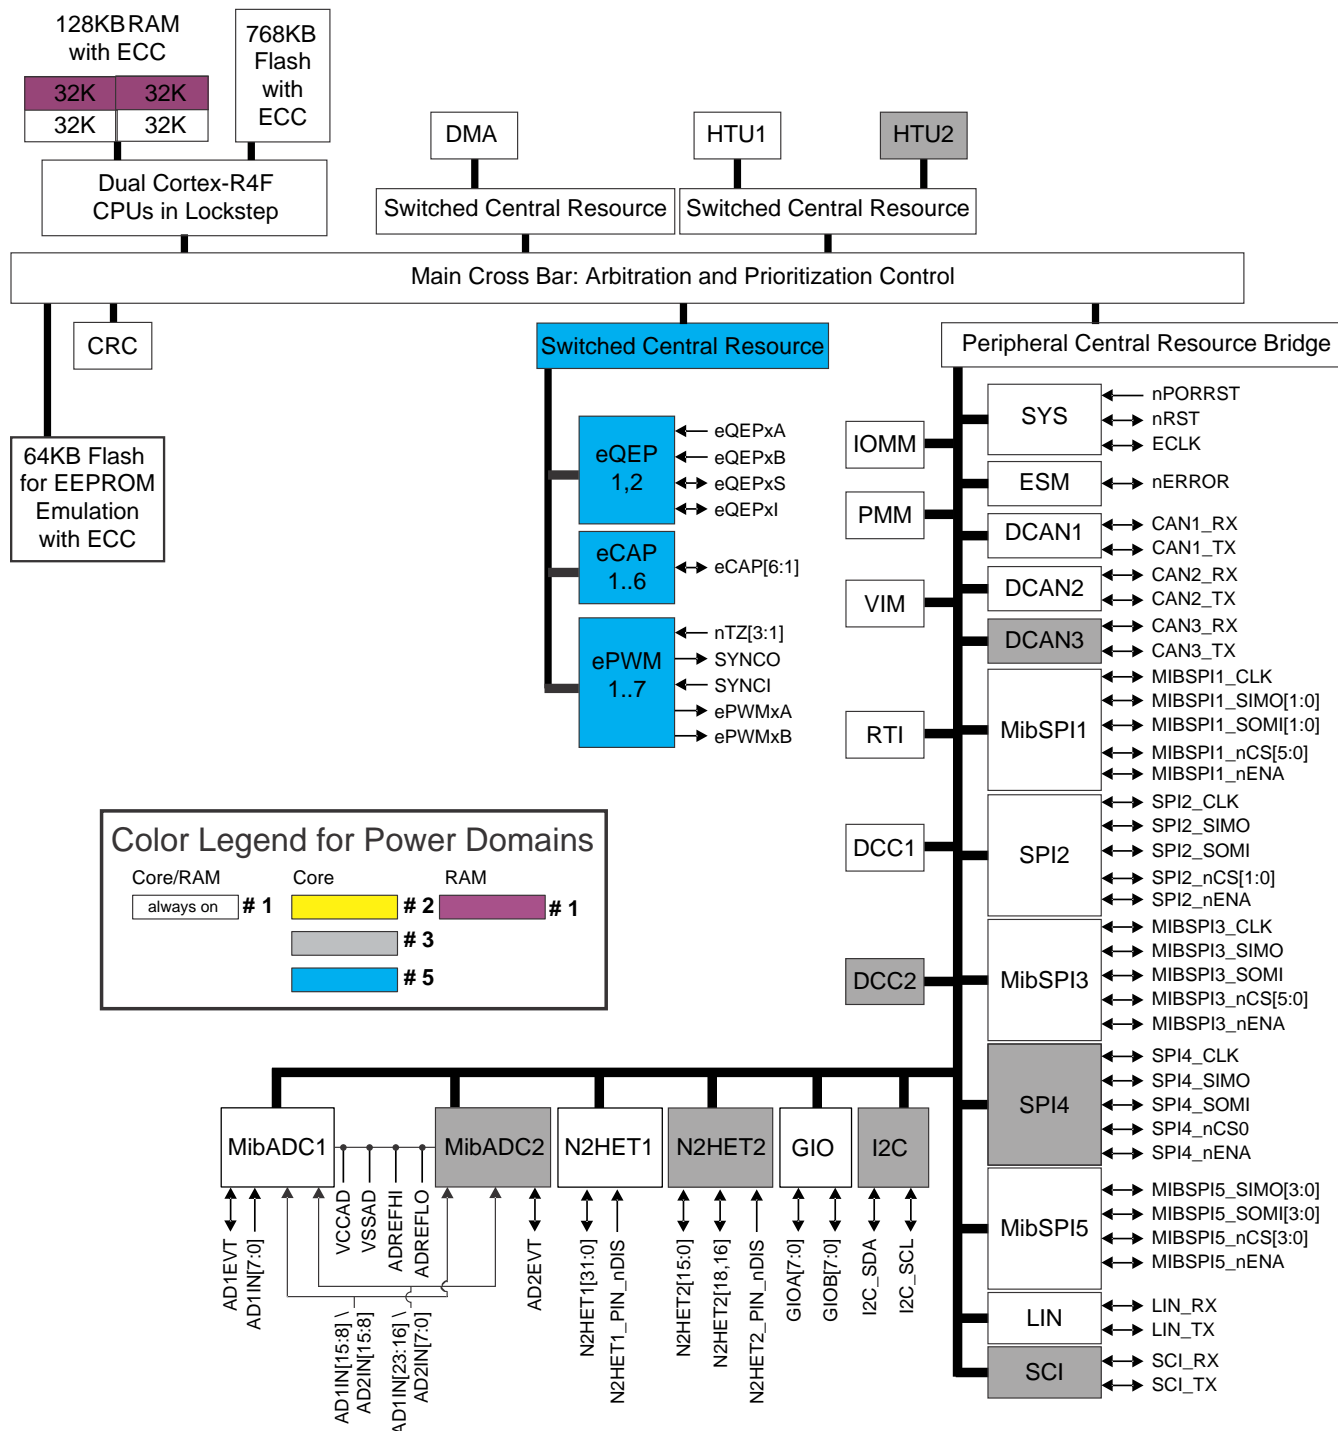 128KB RAM
with ECC
32K
32K
32K
32K
768KB
Flash
with
ECC
Dual Cortex-R4F
CPUs in Lockstep
DMA
HTU1
HTU2
Switched Central Resource
Switched Central Resource
Main Cross Bar: Arbitration and Prioritization Control
CRC
Switched Central Resource
Peripheral Central Resource Bridge
64KB Flash
for EEPROM
Emulation
with ECC
eQEP
1,2
eQEPxA
eQEPxB
eQEPxS
eQEPxI
eCAP
1..6
eCAP[6:1]
ePWM
1..7
nTZ[3:1]
SYNCO
SYNCI
ePWMxA
ePWMxB
IOMM
PMM
VIM
RTI
DCC1
DCC2
SYS
nPORRST
nRST
ECLK
ESM
nERROR
DCAN1
CAN1_RX
CAN1_TX
DCAN2
CAN2_RX
CAN2_TX
DCAN3
CAN3_RX
CAN3_TX
MibSPI1
MIBSPI1_CLK
MIBSPI1_SIMO[1:0]
MIBSPI1_SOMI[1:0]
MIBSPI1_nCS[5:0]
MIBSPI1_nENA
SPI2
SPI2_CLK
SPI2_SIMO
SPI2_SOMI
SPI2_nCS[1:0]
SPI2_nENA
MibSPI3
MIBSPI3_CLK
MIBSPI3_SIMO
MIBSPI3_SOMI
MIBSPI3_nCS[5:0]
MIBSPI3_nENA
SPI4
SPI4_CLK
SPI4_SIMO
SPI4_SOMI
SPI4_nCS0
SPI4_nENA
MibSPI5
MIBSPI5_SIMO[3:0]
MIBSPI5_SOMI[3:0]
MIBSPI5_nCS[3:0]
MIBSPI5_nENA
LIN
LIN_RX
LIN_TX
SCI
SCI_RX
SCI_TX
Color Legend for Power Domains
Core/RAM
Core
RAM
always on
# 1
# 2
# 1
# 3
# 5
MibADC1
MibADC2
N2HET1
N2HET2
GIO
I2C
AD1EVT
AD1IN[7:0]
VCCAD
VSSAD
ADREFHI
ADREFLO
AD1IN[15:8] \
AD2IN[15:8]
AD1IN[23:16] \
AD2IN[7:0]
AD2EVT
N2HET1[31:0]
N2HET1_PIN_nDIS
N2HET2[15:0]
N2HET2[18,16]
N2HET2_PIN_nDIS
GIOA[7:0]
GIOB[7:0]
I2C_SDA
I2C_SCL